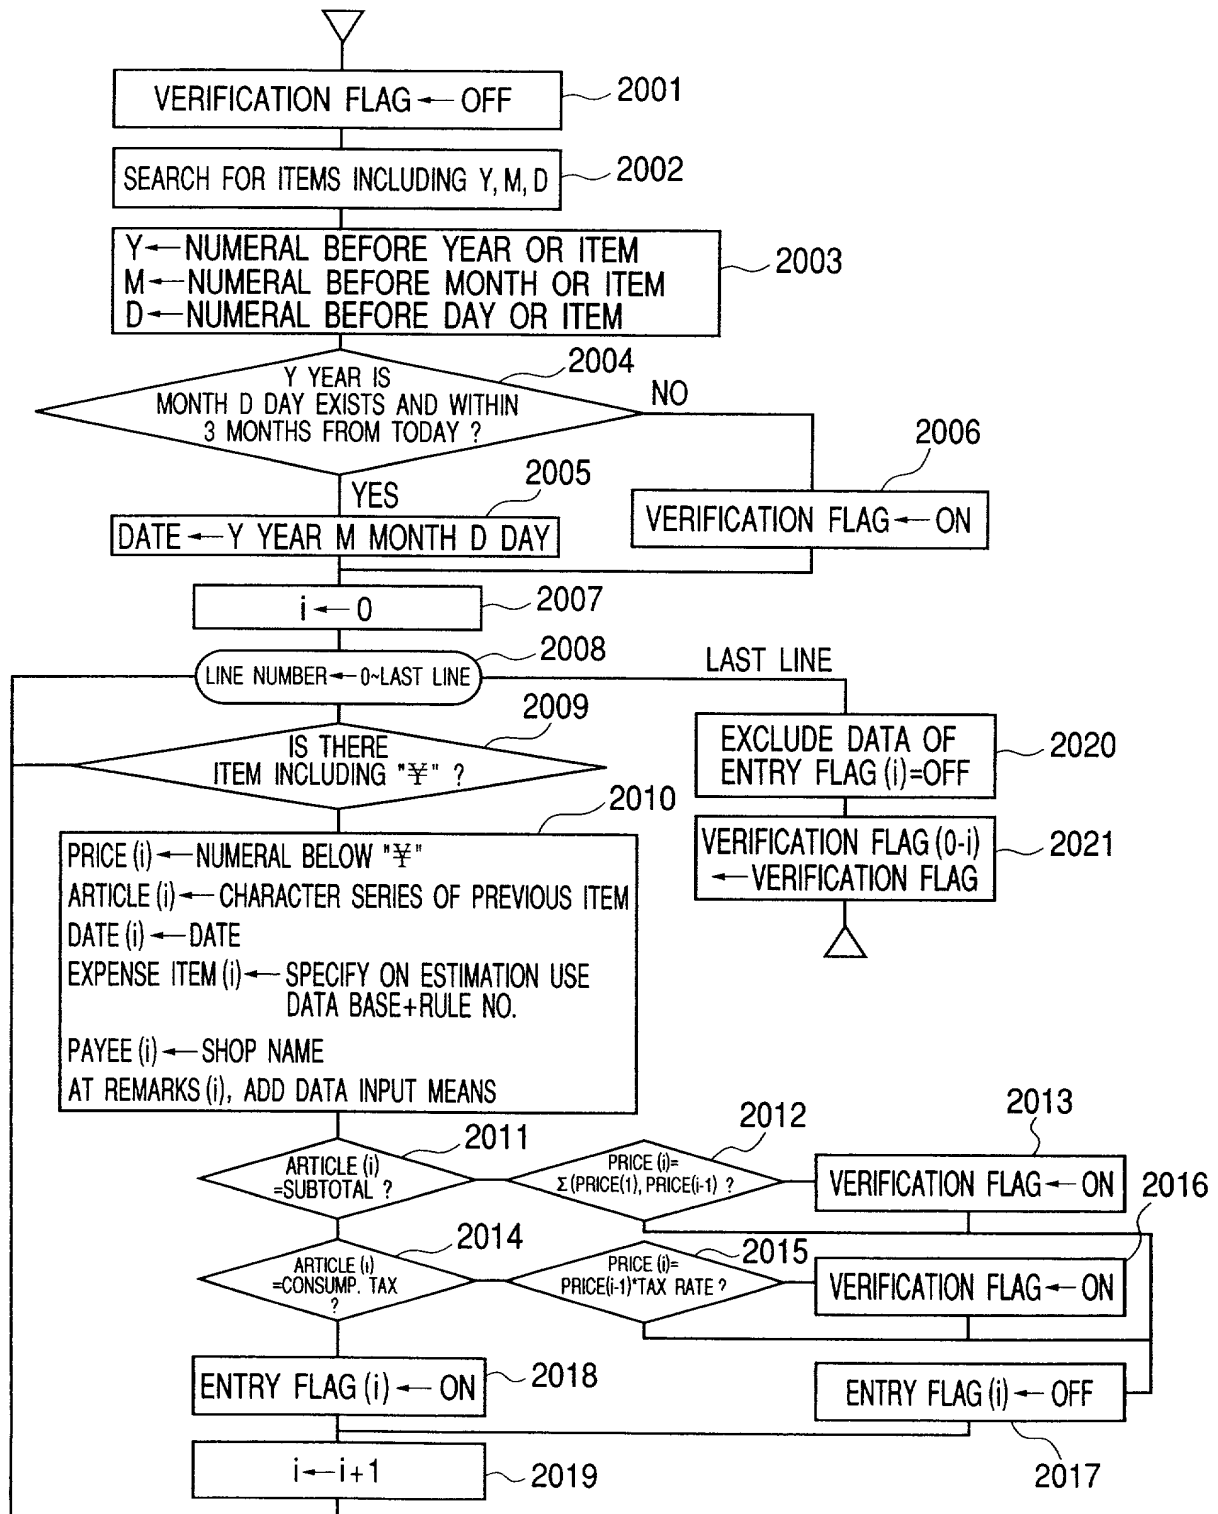 VERIFICATION FLAG ← OFF
2001
SEARCH FOR ITEMS INCLUDING Y, M, D
2002
Y ← NUMERAL BEFORE YEAR OR ITEM
M ← NUMERAL BEFORE MONTH OR ITEM
D ← NUMERAL BEFORE DAY OR ITEM
2003
2004
Y YEAR IS
MONTH D DAY EXISTS AND WITHIN
3 MONTHS FROM TODAY ?
NO
YES
2005
DATE ← Y YEAR M MONTH D DAY
2006
VERIFICATION FLAG ← ON
i ← 0
2007
2008
LINE NUMBER ← 0~LAST LINE
LAST LINE
2009
IS THERE
ITEM INCLUDING "¥" ?
EXCLUDE DATA OF
ENTRY FLAG (i)=OFF
2020
VERIFICATION FLAG (0-i)
← VERIFICATION FLAG
2021
2010
PRICE (i) ← NUMERAL BELOW "¥"
ARTICLE (i) ← CHARACTER SERIES OF PREVIOUS ITEM
DATE (i) ← DATE
EXPENSE ITEM (i) ← SPECIFY ON ESTIMATION USE
DATA BASE+RULE NO.
PAYEE (i) ← SHOP NAME
AT REMARKS (i), ADD DATA INPUT MEANS
2011
ARTICLE (i)
=SUBTOTAL ?
2012
PRICE (i)=
Σ (PRICE(1), PRICE(i-1) ?
2013
VERIFICATION FLAG ← ON
2014
ARTICLE (i)
=CONSUMP. TAX
?
2015
PRICE (i)=
PRICE(i-1)*TAX RATE ?
2016
VERIFICATION FLAG ← ON
ENTRY FLAG (i) ← ON
2018
ENTRY FLAG (i) ← OFF
2017
i ← i+1
2019